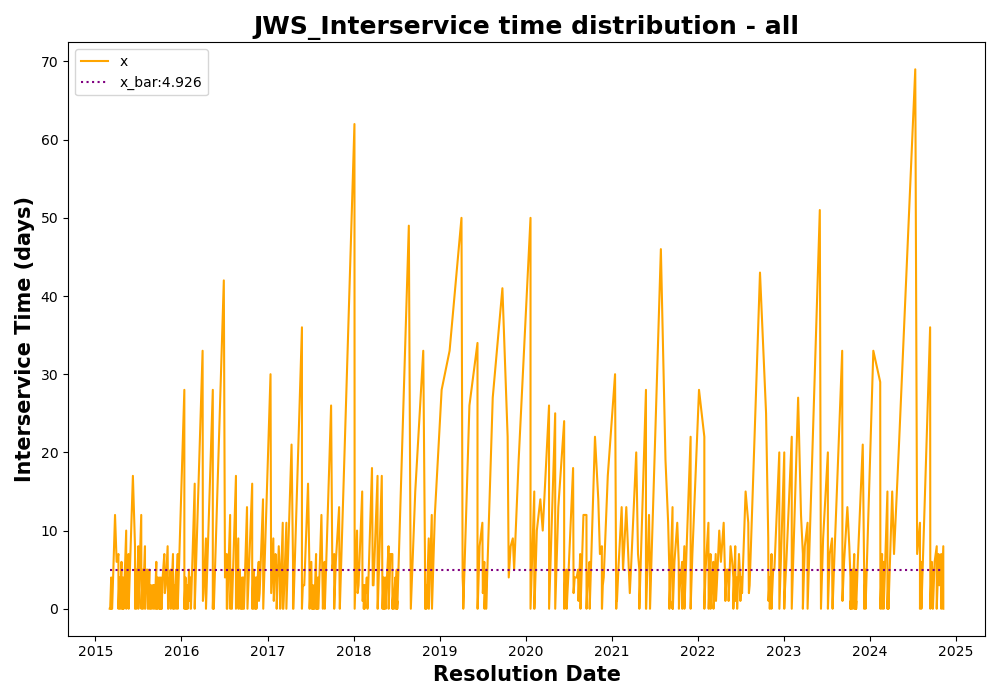 JWS_Interservice time distribution - all
x
x_bar:4.926
Interservice Time (days)
70
60
50
40
30
20
10
0
2015 2016 2017 2018 2019 2020 2021 2022 2023 2024 2025
Resolution Date